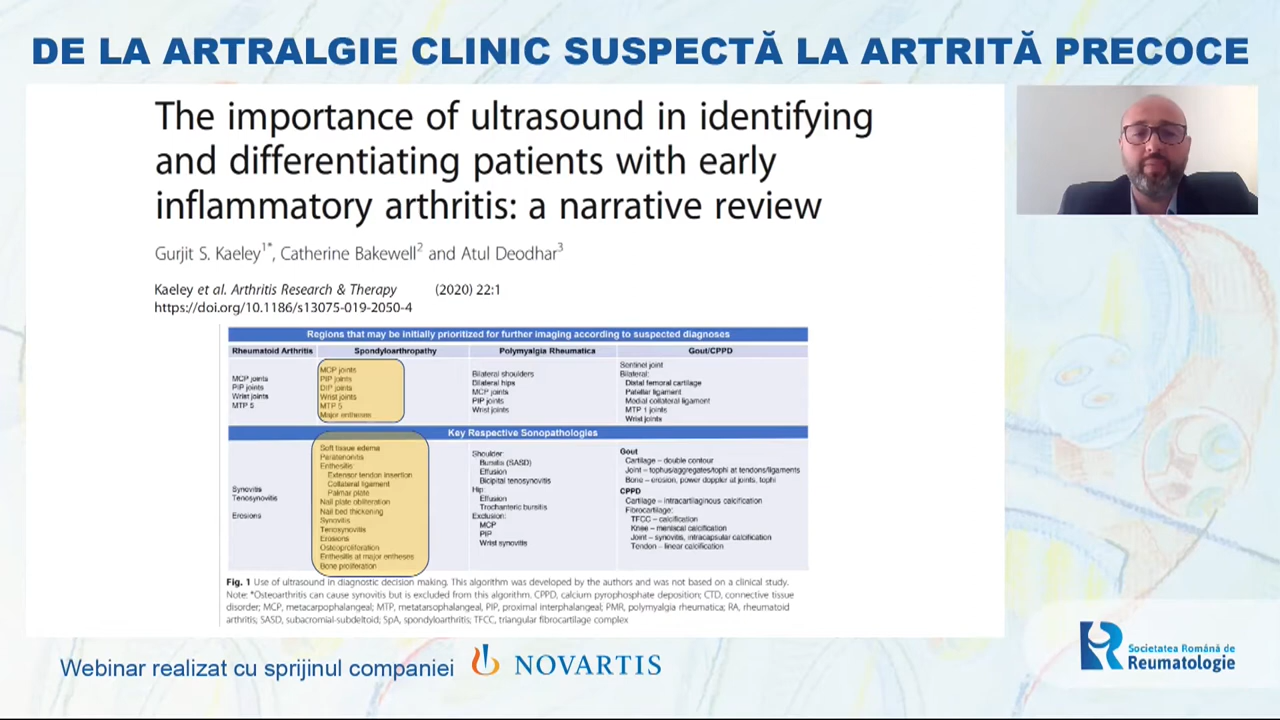 DE LA ARTRALGIE CLINIC SUSPECTĂ LA ARTRITĂ PRECOCE
The importance of ultrasound in identifying
and differentiating patients with early
inflammatory arthritis: a narrative review
Gurjit S. Kaeley1*, Catherine Bakewell2 and Atul Deodhar3
Kaeley et al. Arthritis Research & Therapy (2020) 22:1
https://doi.org/10.1186/s13075-019-2050-4
Regions that may be initially prioritized for further imaging according to suspected diagnoses
Rheumatoid Arthritis Spondyloarthropathy Polymyalgia Rheumatica Gout/CPPD
MCP joints
PIP joints
Wrist joints
MTP 5
MCP joints
PIP joints
DIP joints
Wrist joints
MTP 5
Major entheses
Bilateral shoulders
Bilateral hips
MCP joints
PIP joints
Wrist joints
Sentinel joint
Bilateral:
Distal femoral cartilage
Patellar ligament
Medial collateral ligament
MTP 1 joints
Wrist joints
Key Respective Sonopathologies
Synovitis
Tenosynovitis
Erosions
Soft tissue edema
Paratenonitis
Enthesitis:
Extensor tendon insertion
Collateral ligament
Palmar plate
Nail plate obliteration
Nail bed thickening
Synovitis
Tenosynovitis
Erosions
Osteoproliferation
Enthesitis at major entheses
Bone proliferation
Shoulder:
Bursitis (SASD)
Effusion
Bicipital tenosynovitis
Hip:
Effusion
Trochanteric bursitis
Exclusion:
MCP
PIP
Wrist synovitis
Gout
Cartilage – double contour
Joint – tophus/aggregates/tophi at tendons/ligaments
Bone – erosion, power doppler at joints, tophi
CPPD
Cartilage – intracartilaginous calcification
Fibrocartilage:
TFCC – calcification
Knee – meniscal calcification
Joint – synovitis, intracapsular calcification
Tendon – linear calcification
Fig. 1 Use of ultrasound in diagnostic decision making. This algorithm was developed by the authors and was not based on a clinical study.
Note: *Osteoarthritis can cause synovitis but is excluded from this algorithm. CPPD, calcium pyrophosphate deposition; CTD, connective tissue
disorder; MCP, metacarpophalangeal; MTP, metatarsophalangeal, PIP, proximal interphalangeal; PMR, polymyalgia rheumatica; RA, rheumatoid
arthritis; SASD, subacromial-subdeltoid; SpA, spondyloarthritis; TFCC, triangular fibrocartilage complex
Webinar realizat cu sprijinul companiei NOVARTIS
Societatea Română de
Reumatologie